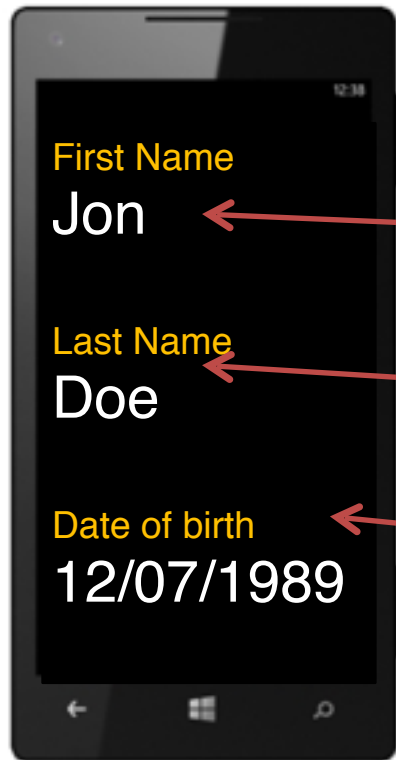 12:38
First Name
Jon
Last Name
Doe
Date of birth
12/07/1989